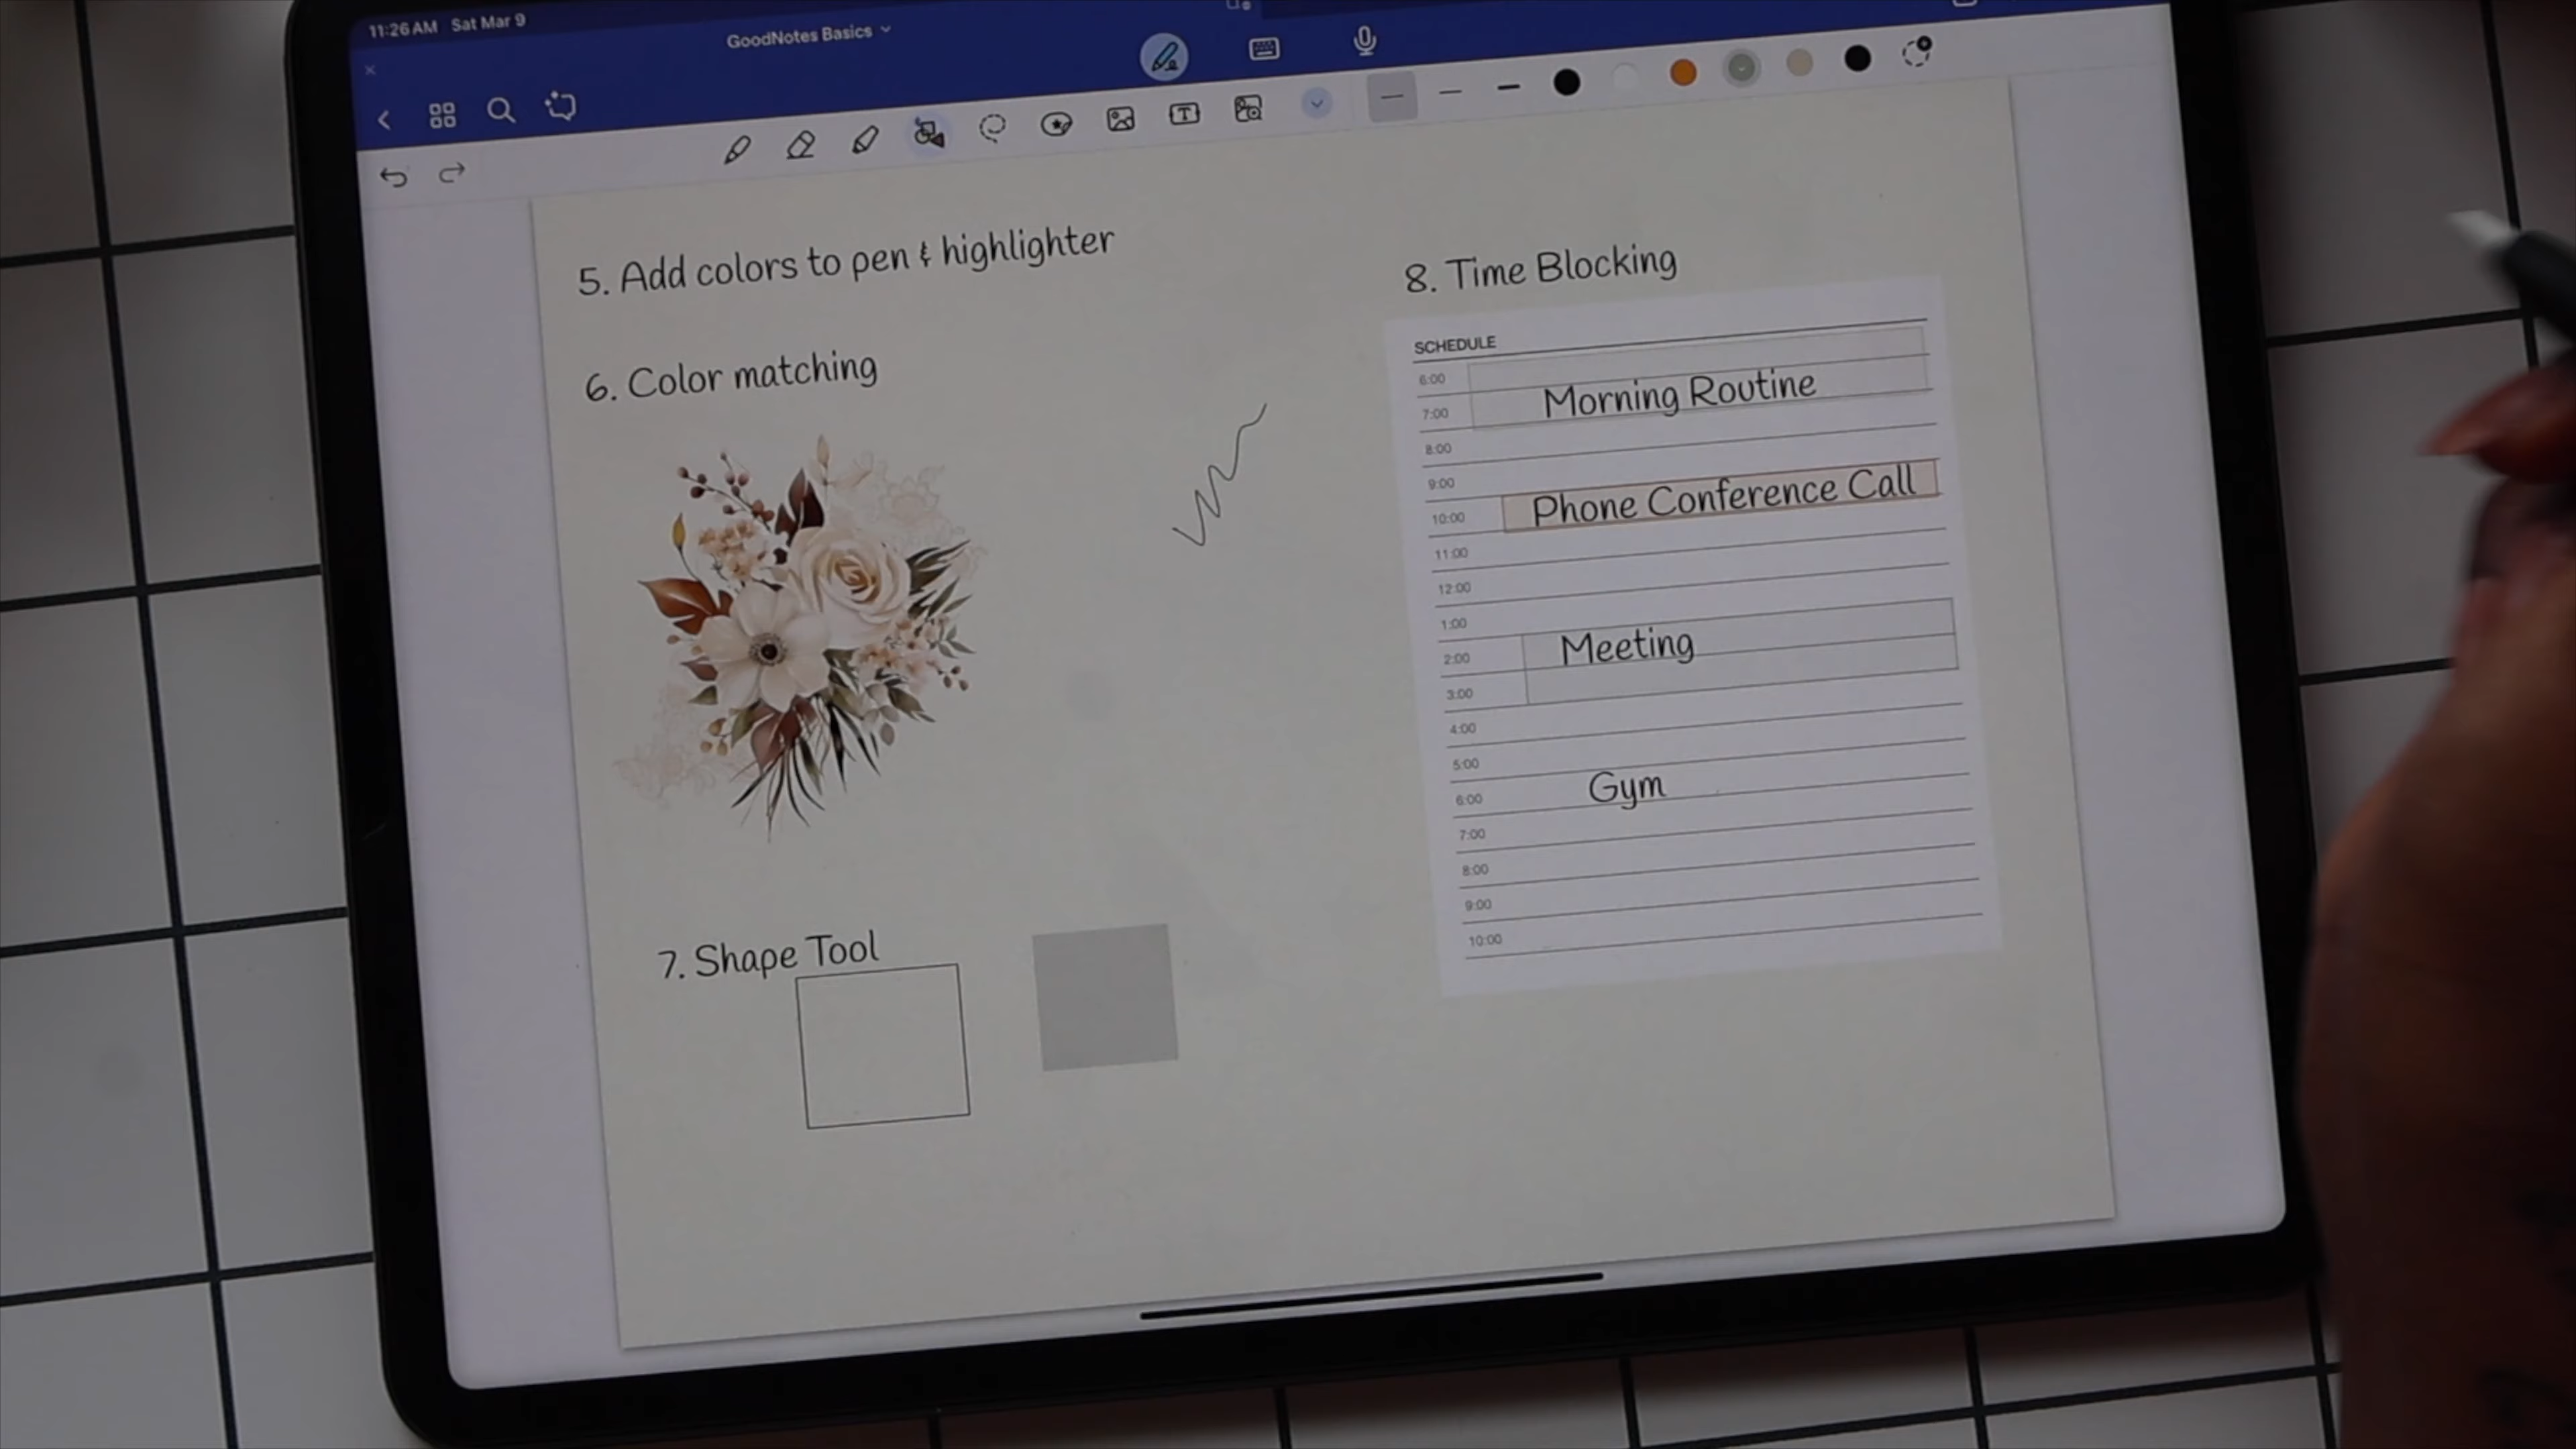 11:26 AM Sat Mar 9
GoodNotes Basics
5. Add colors to pen & highlighter
6. Color matching
7. Shape Tool
8. Time Blocking
SCHEDULE
6:00
7:00 Morning Routine
8:00
9:00
10:00 Phone Conference Call
11:00
12:00
1:00
2:00 Meeting
3:00
4:00
5:00
6:00 Gym
7:00
8:00
9:00
10:00